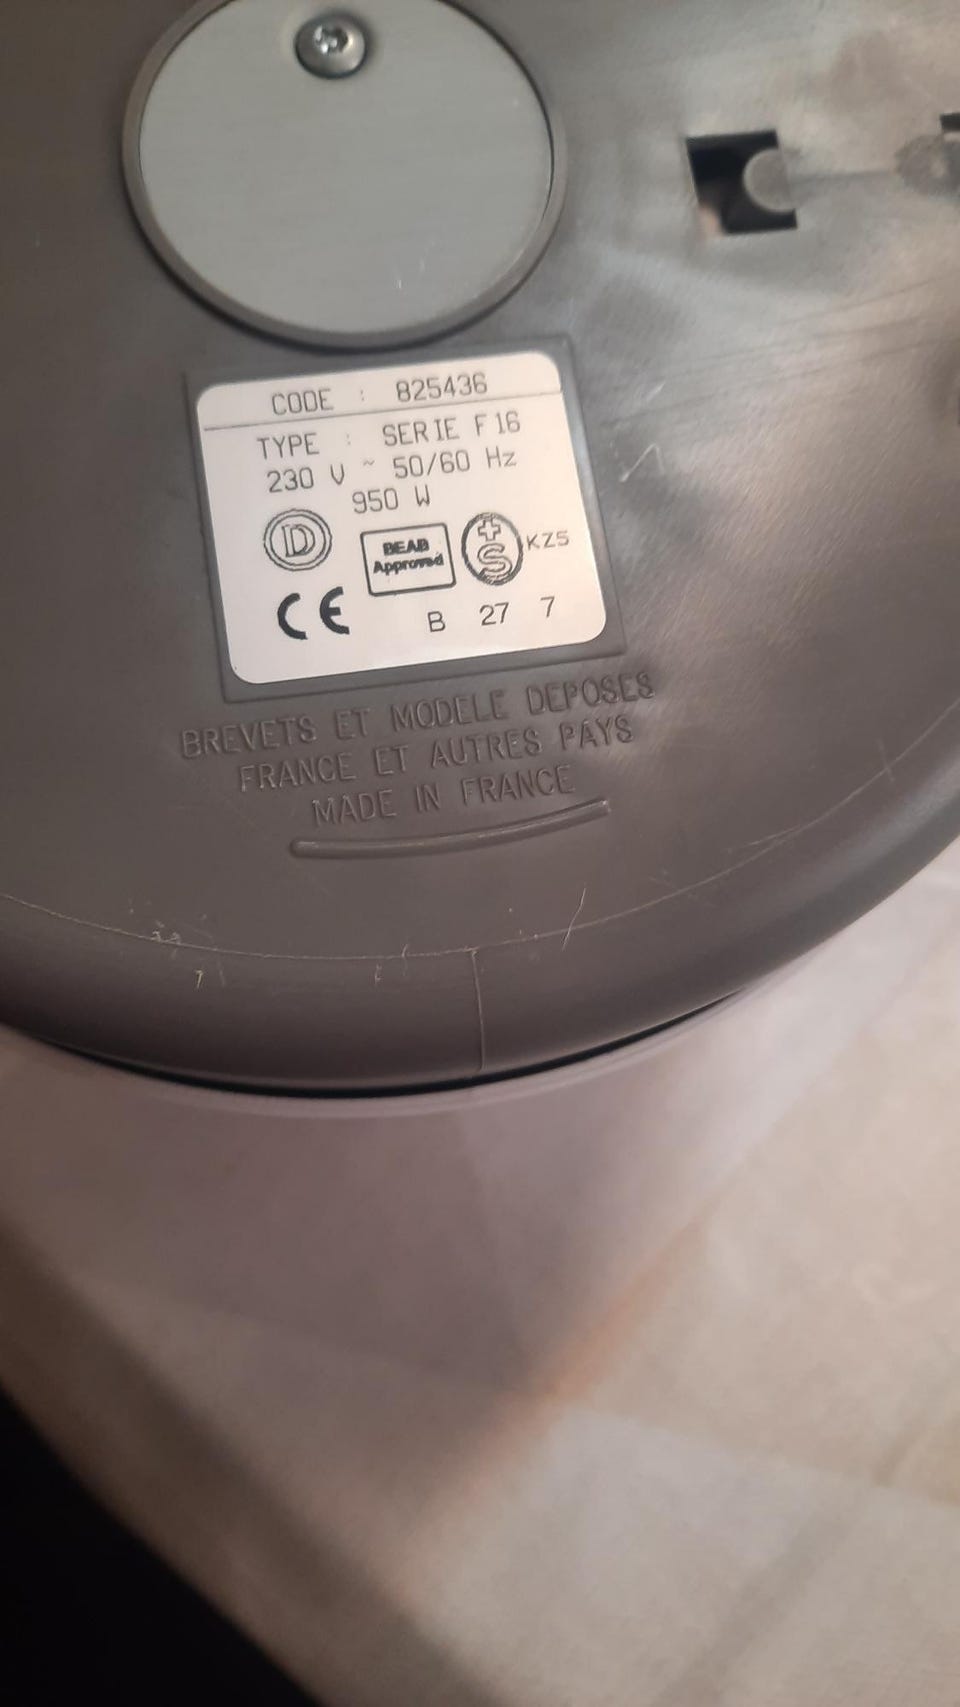 CODE : 825436
TYPE : SERIE F16
230 V ~ 50/60 Hz
950 W
D BEAB Approved +S KZ5
CE B 27 7
BREVETS ET MODELE DEPOSES
FRANCE ET AUTRES PAYS
MADE IN FRANCE